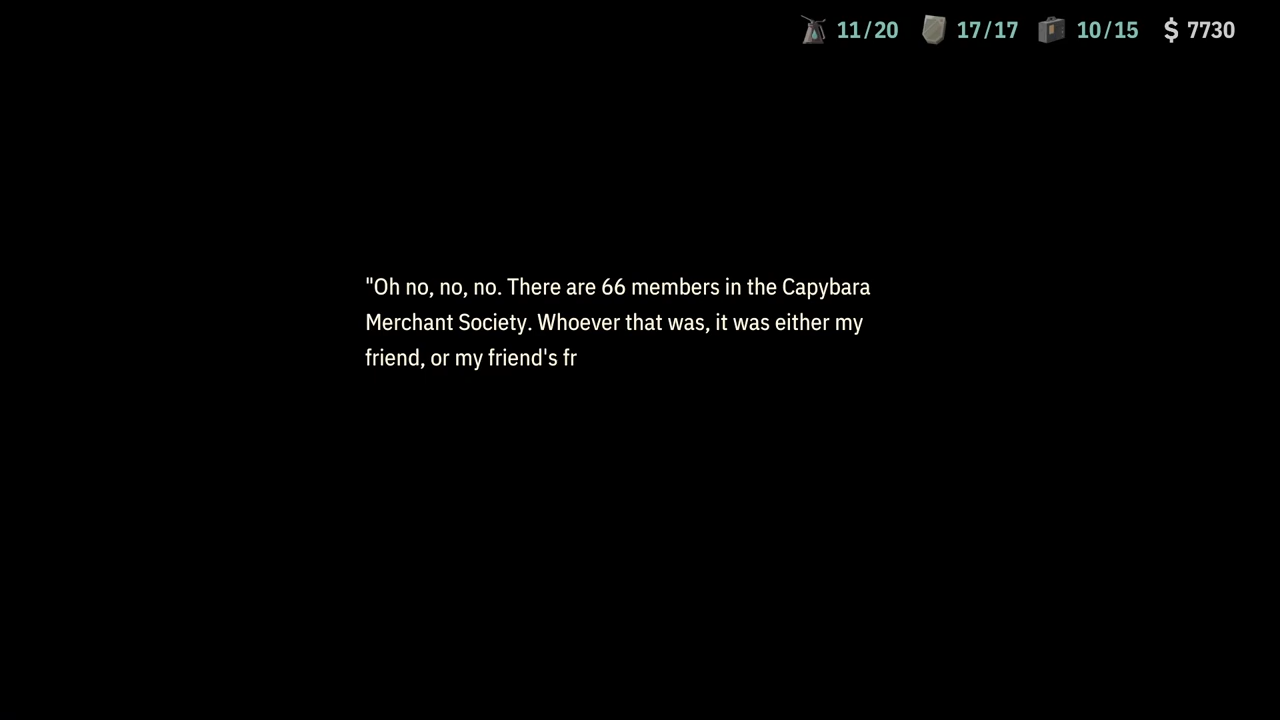 11/20 17/17 10/15 $ 7730
"Oh no, no, no. There are 66 members in the Capybara
Merchant Society. Whoever that was, it was either my
friend, or my friend's fr